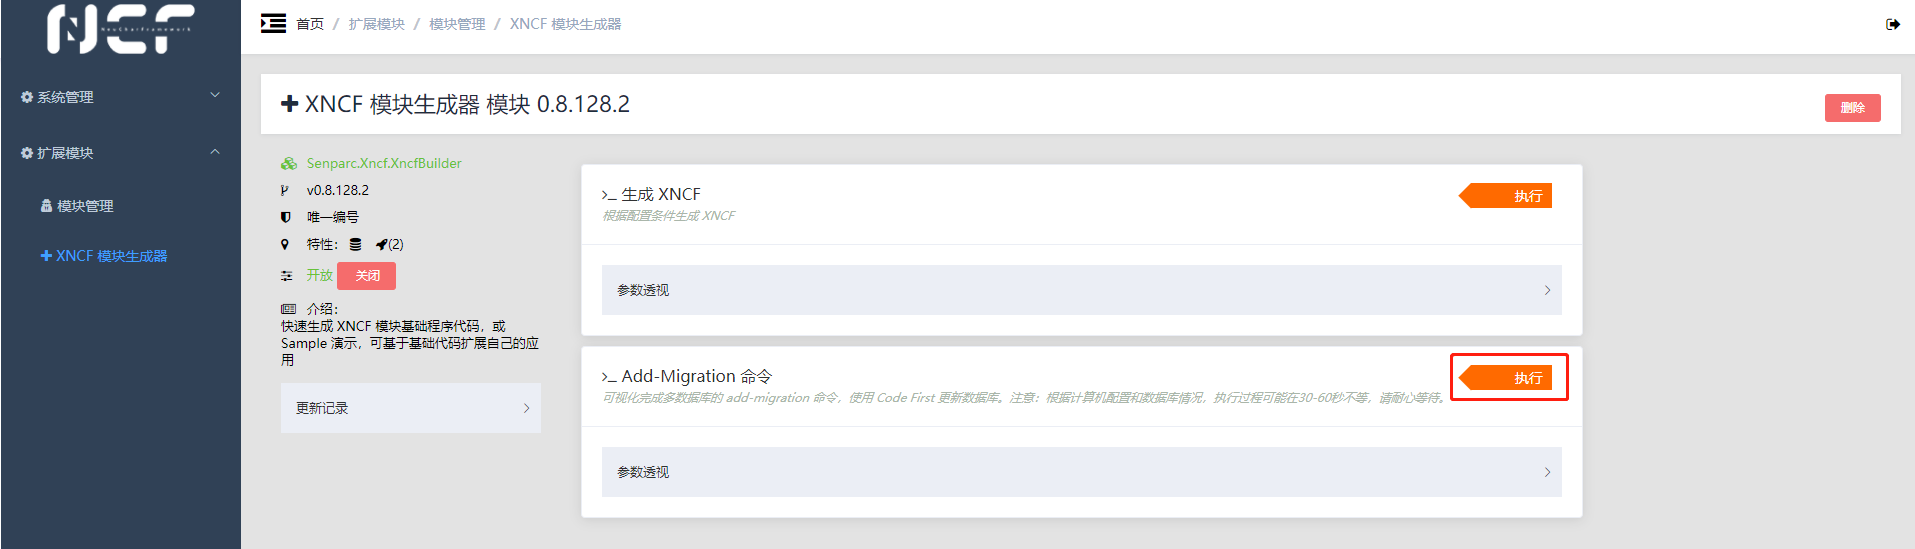 NCF
NeuCharFramework
首页 / 扩展模块 / 模块管理 / XNCF 模块生成器
系统管理
扩展模块
模块管理
XNCF 模块生成器
XNCF 模块生成器 模块 0.8.128.2
删除
Senparc.Xncf.XncfBuilder
v0.8.128.2
唯一编号
特性： (2)
开放 关闭
介绍：
快速生成 XNCF 模块基础程序代码，或
Sample 演示，可基于基础代码扩展自己的应
用
更新记录
>_ 生成 XNCF
执行
根据配置条件生成 XNCF
参数透视
>_ Add-Migration 命令
执行
可视化完成多数据库的 add-migration 命令，使用 Code First 更新数据库。注意：根据计算机配置和数据库情况，执行过程可能在30-60秒不等，请耐心等待。
参数透视